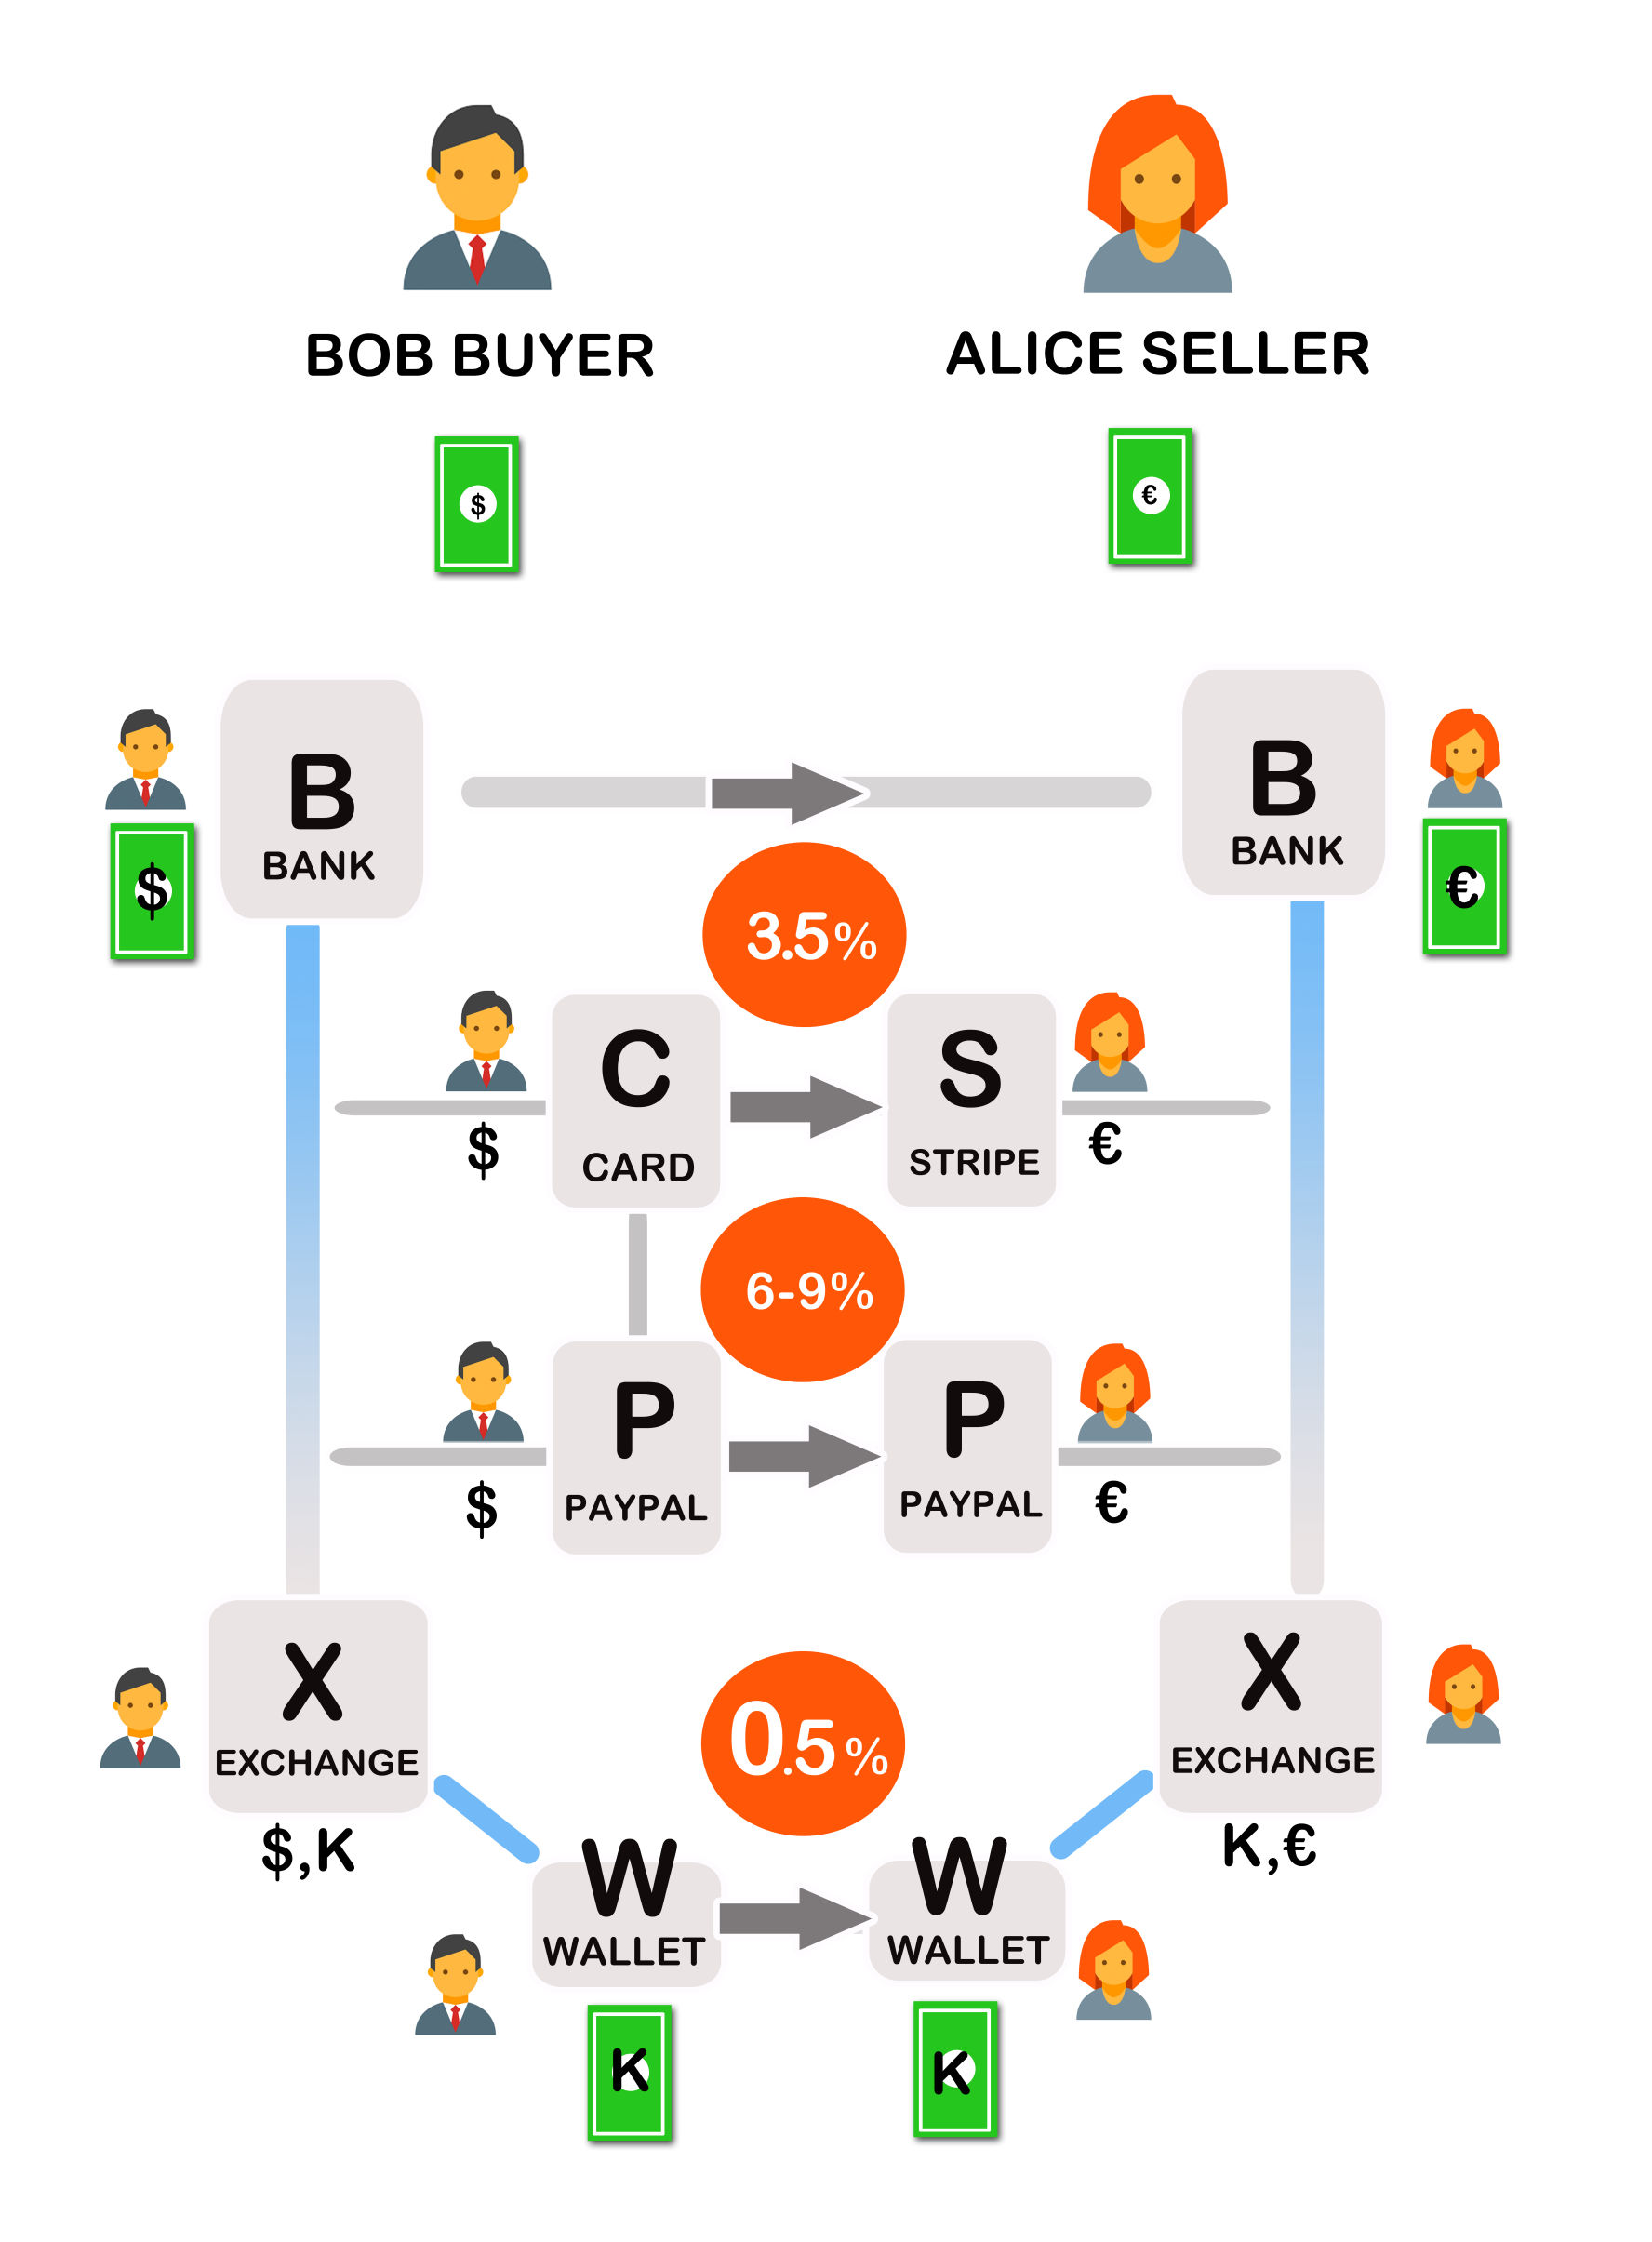 BOB BUYER
ALICE SELLER
$
€
B
BANK
B
BANK
$
€
3.5%
C
CARD
S
STRIPE
$
€
6-9%
P
PAYPAL
P
PAYPAL
$
€
X
EXCHANGE
X
EXCHANGE
0.5%
$,K
K,€
W
WALLET
W
WALLET
K
K